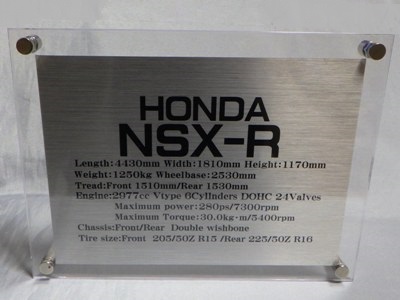 HONDA
NSX-R
Length:4430mm Width:1810mm Height:1170mm
Weight:1250kg Wheelbase:2530mm
Tread:Front 1510mm/Rear 1530mm
Engine:2977cc Vtype 6Cylinders DOHC 24Valves
Maximum power:280ps/7300rpm
Maximum Torque:30.0kg·m/5400rpm
Chassis:Front/Rear Double wishbone
Tire size:Front 205/50Z R15 /Rear 225/50Z R16